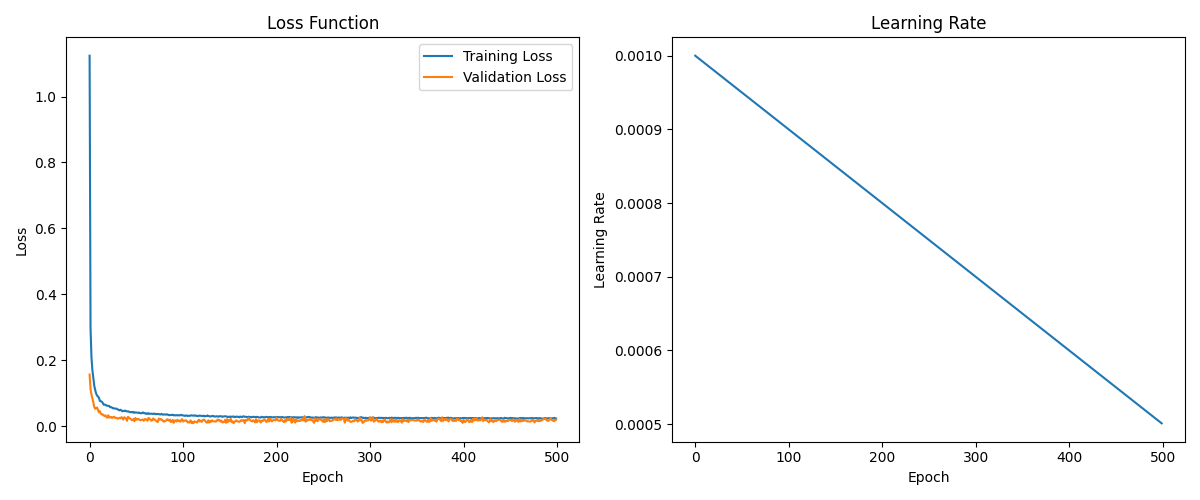 Loss Function
Training Loss
Validation Loss
1.0
0.8
0.6
0.4
0.2
0.0
Loss
0 100 200 300 400 500
Epoch
Learning Rate
0.0010
0.0009
0.0008
0.0007
0.0006
0.0005
Learning Rate
0 100 200 300 400 500
Epoch